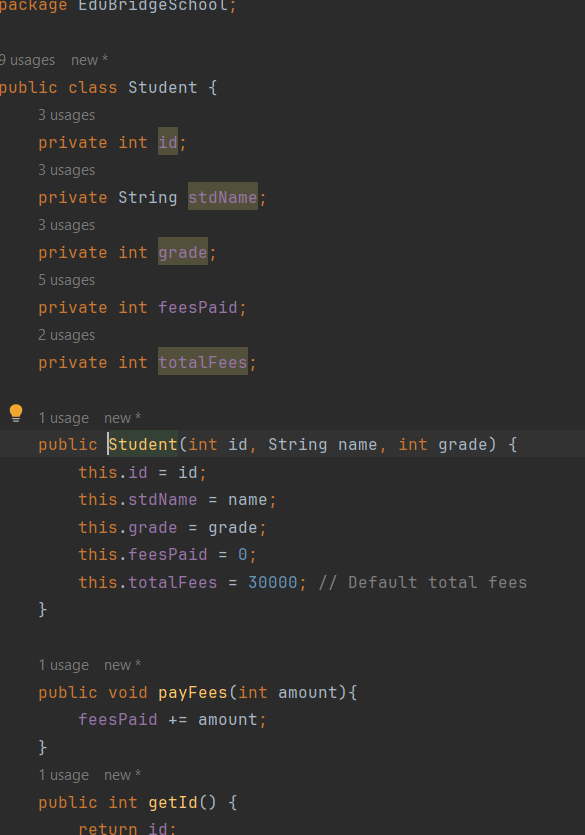 package EduBridgeSchool;
9 usages new *
public class Student {
3 usages
private int id;
3 usages
private String stdName;
3 usages
private int grade;
5 usages
private int feesPaid;
2 usages
private int totalFees;
1 usage new *
public Student(int id, String name, int grade) {
this.id = id;
this.stdName = name;
this.grade = grade;
this.feesPaid = 0;
this.totalFees = 30000; // Default total fees
}
1 usage new *
public void payFees(int amount){
feesPaid += amount;
}
1 usage new *
public int getId() {
return id;